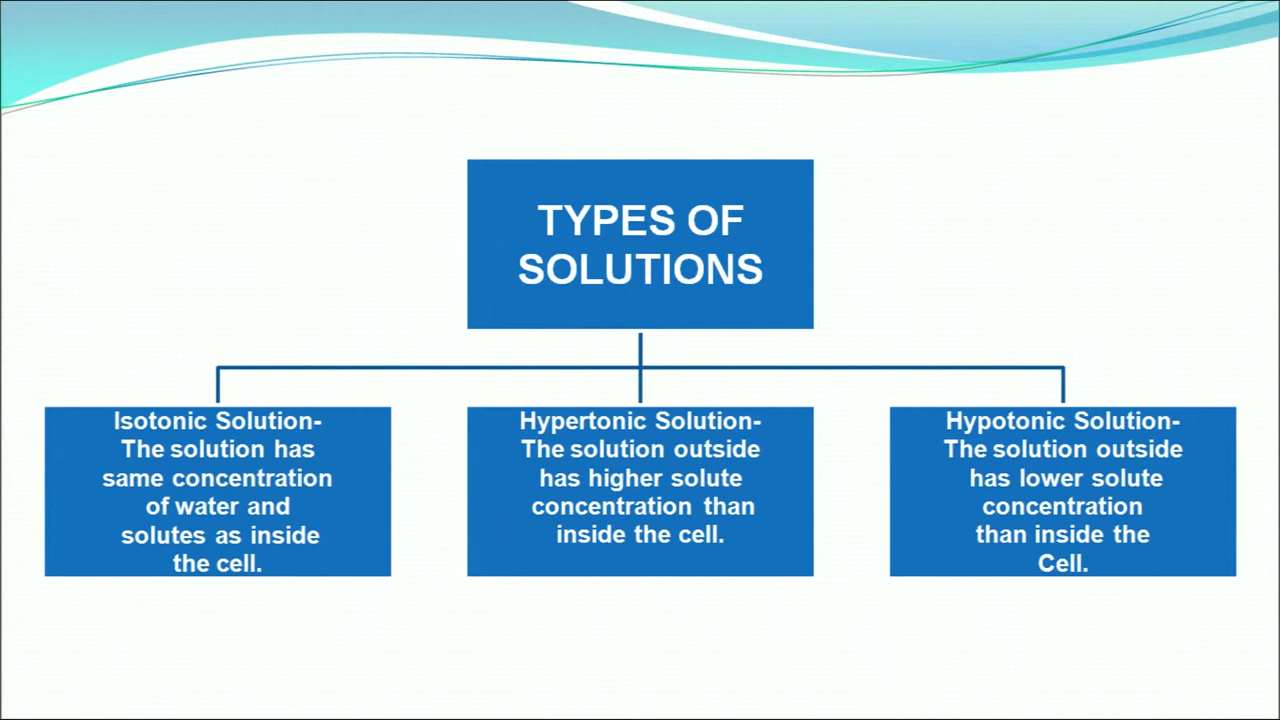 TYPES OF
SOLUTIONS
Isotonic Solution-
The solution has
same concentration
of water and
solutes as inside
the cell.
Hypertonic Solution-
The solution outside
has higher solute
concentration than
inside the cell.
Hypotonic Solution-
The solution outside
has lower solute
concentration
than inside the
Cell.